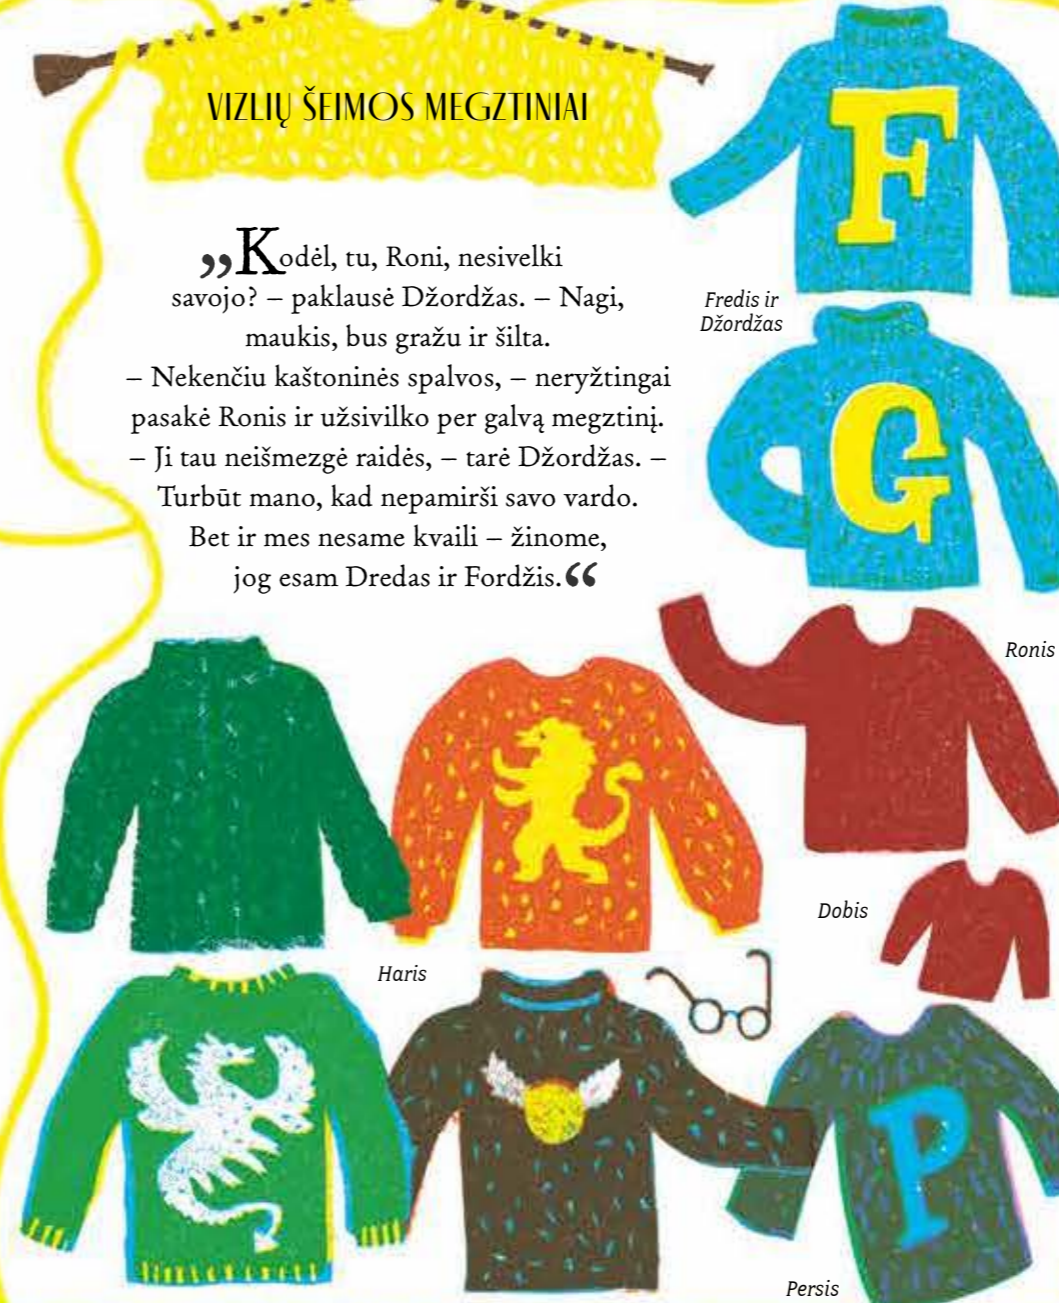 VIZLIŲ ŠEIMOS MEGZTINIAI
„Kodėl, tu, Roni, nesivelki
savojo? – paklausė Džordžas. – Nagi,
maukis, bus gražu ir šilta.
– Nekenčiu kaštoninės spalvos, – neryžtingai
pasakė Ronis ir užsivilko per galvą megztinį.
– Ji tau neišmezgė raidės, – tarė Džordžas. –
Turbūt mano, kad nepamirši savo vardo.
Bet ir mes nesame kvaili – žinome,
jog esam Dredas ir Fordžis.“
F
Fredis ir
Džordžas
G
Ronis
Dobis
Haris
P
Persis